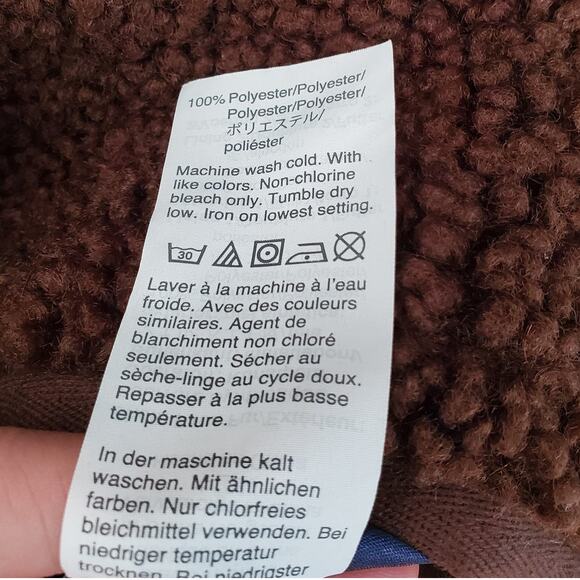 100% Polyester/Polyester/
Polyester/Polyester/
ポリエステル/
poliéster
Machine wash cold. With
like colors. Non-chlorine
bleach only. Tumble dry
low. Iron on lowest setting.
30
Laver à la machine à l'eau
froide. Avec des couleurs
similaires. Agent de
blanchiment non chloré
seulement. Sécher au
sèche-linge au cycle doux.
Repasser à la plus basse
température.
In der maschine kalt
waschen. Mit ähnlichen
farben. Nur chlorfreies
bleichmittel verwenden. Bei
niedriger temperatur
trocknen. Bei niedrigster